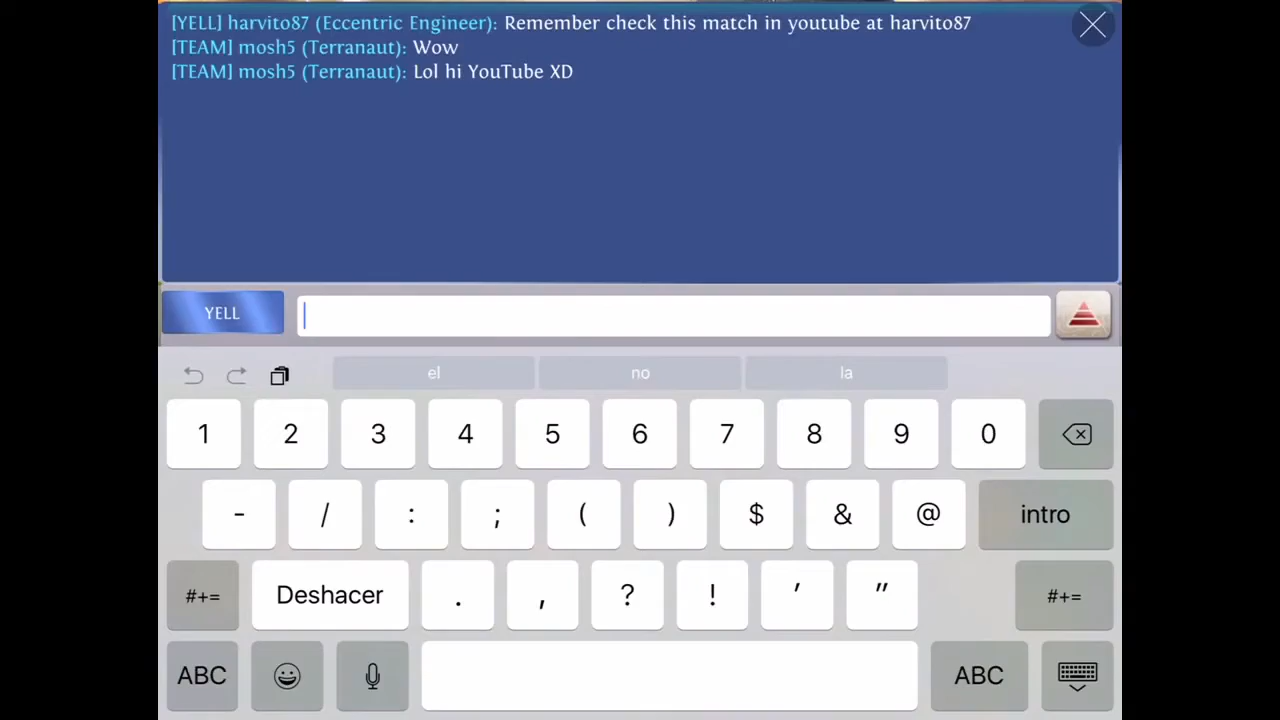 [YELL] harvito87 (Eccentric Engineer): Remember check this match in youtube at harvito87
[TEAM] mosh5 (Terranaut): Wow
[TEAM] mosh5 (Terranaut): Lol hi YouTube XD
YELL
el no la
1 2 3 4 5 6 7 8 9 0
- / : ; ( ) $ & @ intro
#+= Deshacer . , ? ! ' " #+=
ABC ABC